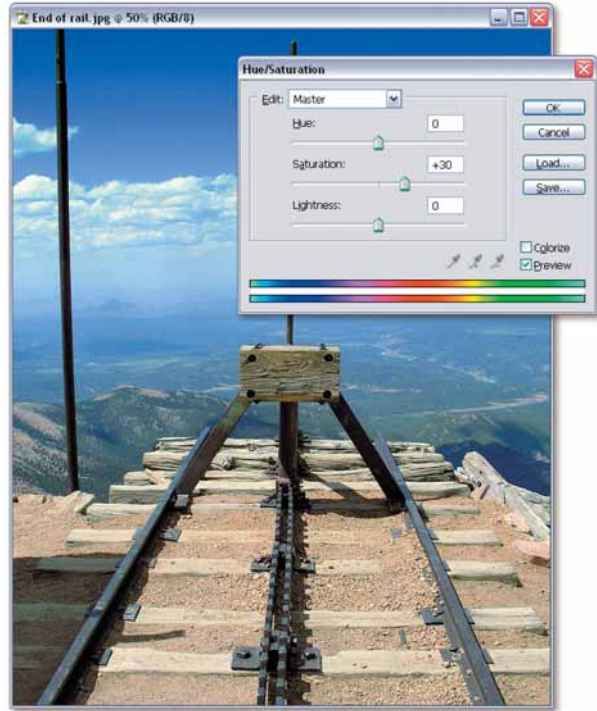 End of rail.jpg @ 50% (RGB/8)
Hue/Saturation
Edit: Master
Hue: 0
Saturation: +30
Lightness: 0
OK
Cancel
Load...
Save...
Colorize
Preview